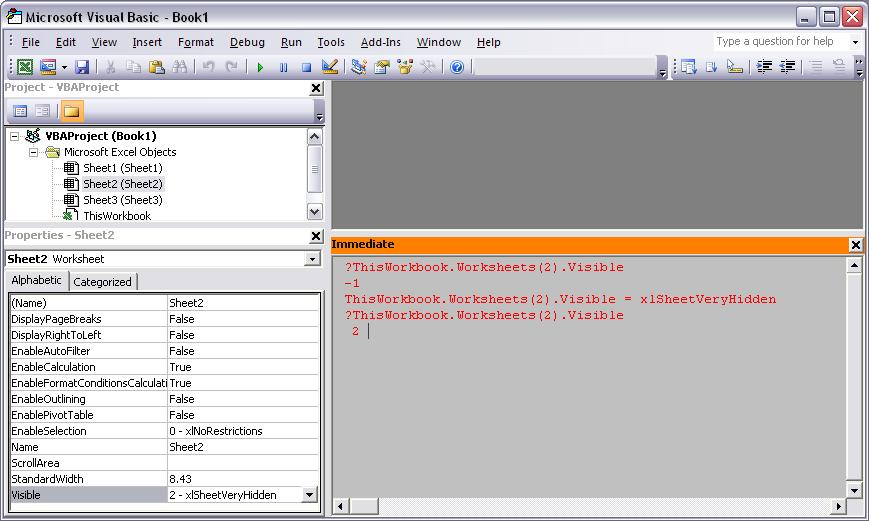 Microsoft Visual Basic - Book1
File Edit View Insert Format Debug Run Tools Add-Ins Window Help Type a question for help
Project - VBAProject
VBAProject (Book1)
Microsoft Excel Objects
Sheet1 (Sheet1)
Sheet2 (Sheet2)
Sheet3 (Sheet3)
ThisWorkbook
Properties - Sheet2
Sheet2 Worksheet
Alphabetic Categorized
(Name) Sheet2
DisplayPageBreaks False
DisplayRightToLeft False
EnableAutoFilter False
EnableCalculation True
EnableFormatConditionsCalculati True
EnableOutlining False
EnablePivotTable False
EnableSelection 0 - xlNoRestrictions
Name Sheet2
ScrollArea
StandardWidth 8.43
Visible 2 - xlSheetVeryHidden
Immediate
?ThisWorkbook.Worksheets(2).Visible
-1
ThisWorkbook.Worksheets(2).Visible = xlSheetVeryHidden
?ThisWorkbook.Worksheets(2).Visible
2